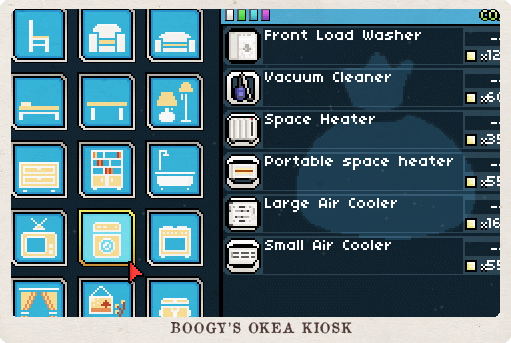 Front Load Washer
Vacuum Cleaner
Space Heater
Portable space heater
Large Air Cooler
Small Air Cooler
BOOGY'S OKEA KIOSK